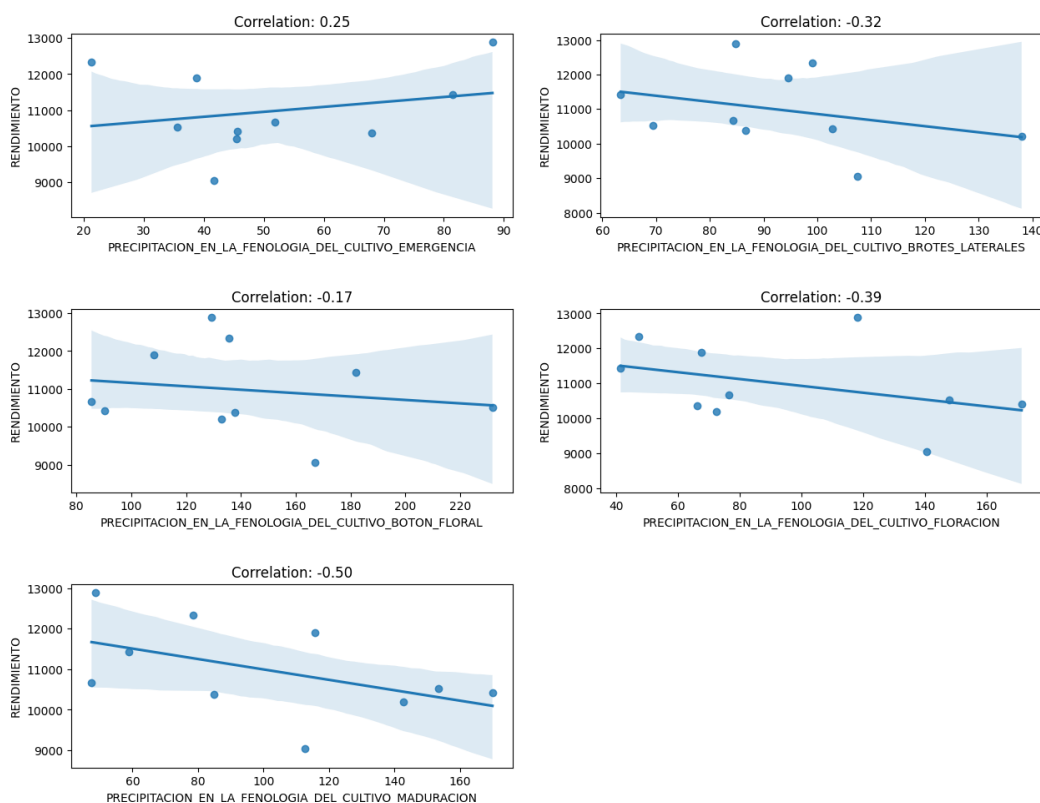 Correlation: 0.25
13000
12000
11000
10000
9000
RENDIMIENTO
20 30 40 50 60 70 80 90
PRECIPITACION_EN_LA_FENOLOGIA_DEL_CULTIVO_EMERGENCIA
Correlation: -0.32
13000
12000
11000
10000
9000
8000
RENDIMIENTO
60 70 80 90 100 110 120 130 140
PRECIPITACION_EN_LA_FENOLOGIA_DEL_CULTIVO_BROTES_LATERALES
Correlation: -0.17
13000
12000
11000
10000
9000
RENDIMIENTO
80 100 120 140 160 180 200 220
PRECIPITACION_EN_LA_FENOLOGIA_DEL_CULTIVO_BOTON_FLORAL
Correlation: -0.39
13000
12000
11000
10000
9000
8000
RENDIMIENTO
40 60 80 100 120 140 160
PRECIPITACION_EN_LA_FENOLOGIA_DEL_CULTIVO_FLORACION
Correlation: -0.50
13000
12000
11000
10000
9000
RENDIMIENTO
60 80 100 120 140 160
PRECIPITACION_EN_LA_FENOLOGIA_DEL_CULTIVO_MADURACION